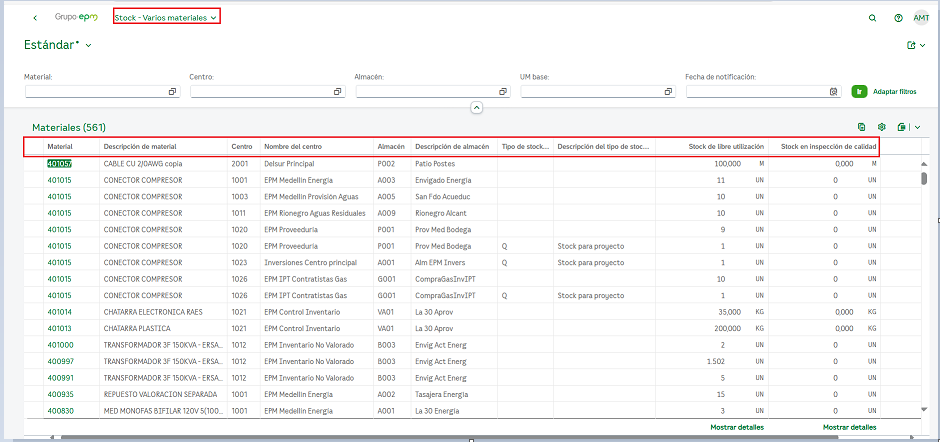 Grupo epm Stock - Varios materiales AMT
Estándar*
Material: Centro: Almacén: UM base: Fecha de notificación:
Ir Adaptar filtros
Materiales (561)
Material Descripción de material Centro Nombre del centro Almacén Descripción de almacén Tipo de stock... Descripción del tipo de stoc... Stock de libre utilización Stock en inspección de calidad
401057 CABLE CU 2/0AWG copia 2001 Delsur Principal P002 Patio Postes 100,000 M 0,000 M
401015 CONECTOR COMPRESOR 1001 EPM Medellín Energía A003 Envigado Energía 11 UN 0 UN
401015 CONECTOR COMPRESOR 1003 EPM Medellín Provisión Aguas A005 San Fdo Acueduc 10 UN 0 UN
401015 CONECTOR COMPRESOR 1011 EPM Rionegro Aguas Residuales A009 Rionegro Alcant 10 UN 0 UN
401015 CONECTOR COMPRESOR 1020 EPM Proveeduría P001 Prov Med Bodega 9 UN 0 UN
401015 CONECTOR COMPRESOR 1020 EPM Proveeduría P001 Prov Med Bodega Q Stock para proyecto 1 UN 0 UN
401015 CONECTOR COMPRESOR 1023 Inversiones Centro principal A001 Alm EPM Invers Q Stock para proyecto 1 UN 0 UN
401015 CONECTOR COMPRESOR 1026 EPM IPT Contratistas Gas G001 CompraGasInvIPT 10 UN 0 UN
401015 CONECTOR COMPRESOR 1026 EPM IPT Contratistas Gas G001 CompraGasInvIPT Q Stock para proyecto 1 UN 0 UN
401014 CHATARRA ELECTRONICA RAES 1021 EPM Control Inventario VA01 La 30 Aprov 35,000 KG 0,000 KG
401013 CHATARRA PLASTICA 1021 EPM Control Inventario VA01 La 30 Aprov 200,000 KG 0,000 KG
401000 TRANSFORMADOR 3F 150KVA - ERSA... 1012 EPM Inventario No Valorado B003 Envig Act Energ 2 UN 0 UN
400997 TRANSFORMADOR 3F 150KVA - ERSA... 1012 EPM Inventario No Valorado B003 Envig Act Energ 1.502 UN 0 UN
400991 TRANSFORMADOR 3F 150KVA - ERSA... 1012 EPM Inventario No Valorado B003 Envig Act Energ 5 UN 0 UN
400935 REPUESTO VALORACION SEPARADA 1001 EPM Medellín Energía A002 Tasajera Energía 15 UN 0 UN
400830 MED MONOFAS BIFILAR 120V 5(100... 1001 EPM Medellín Energía A001 La 30 Energía 3 UN 0 UN
Mostrar detalles Mostrar detalles